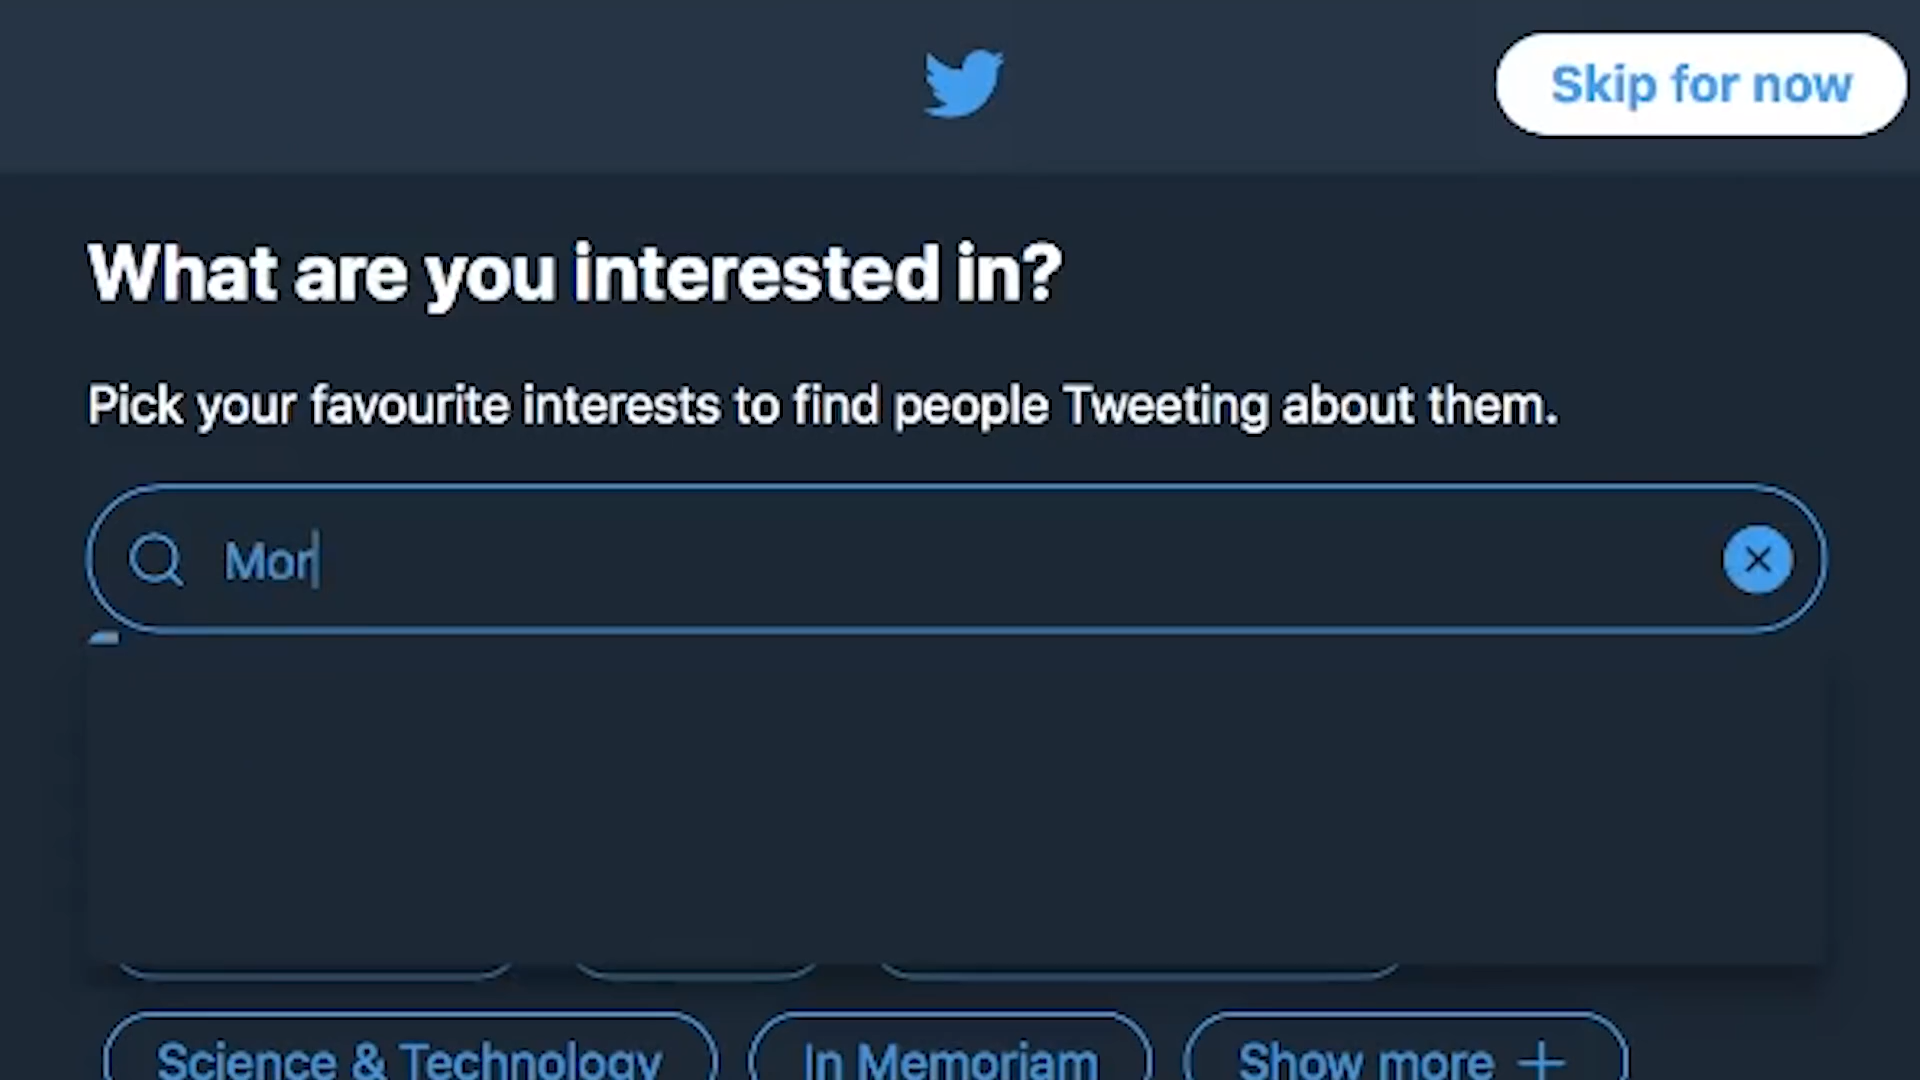 Skip for now
What are you interested in?
Pick your favourite interests to find people Tweeting about them.
Mor
Science & Technology
In Memoriam
Show more +